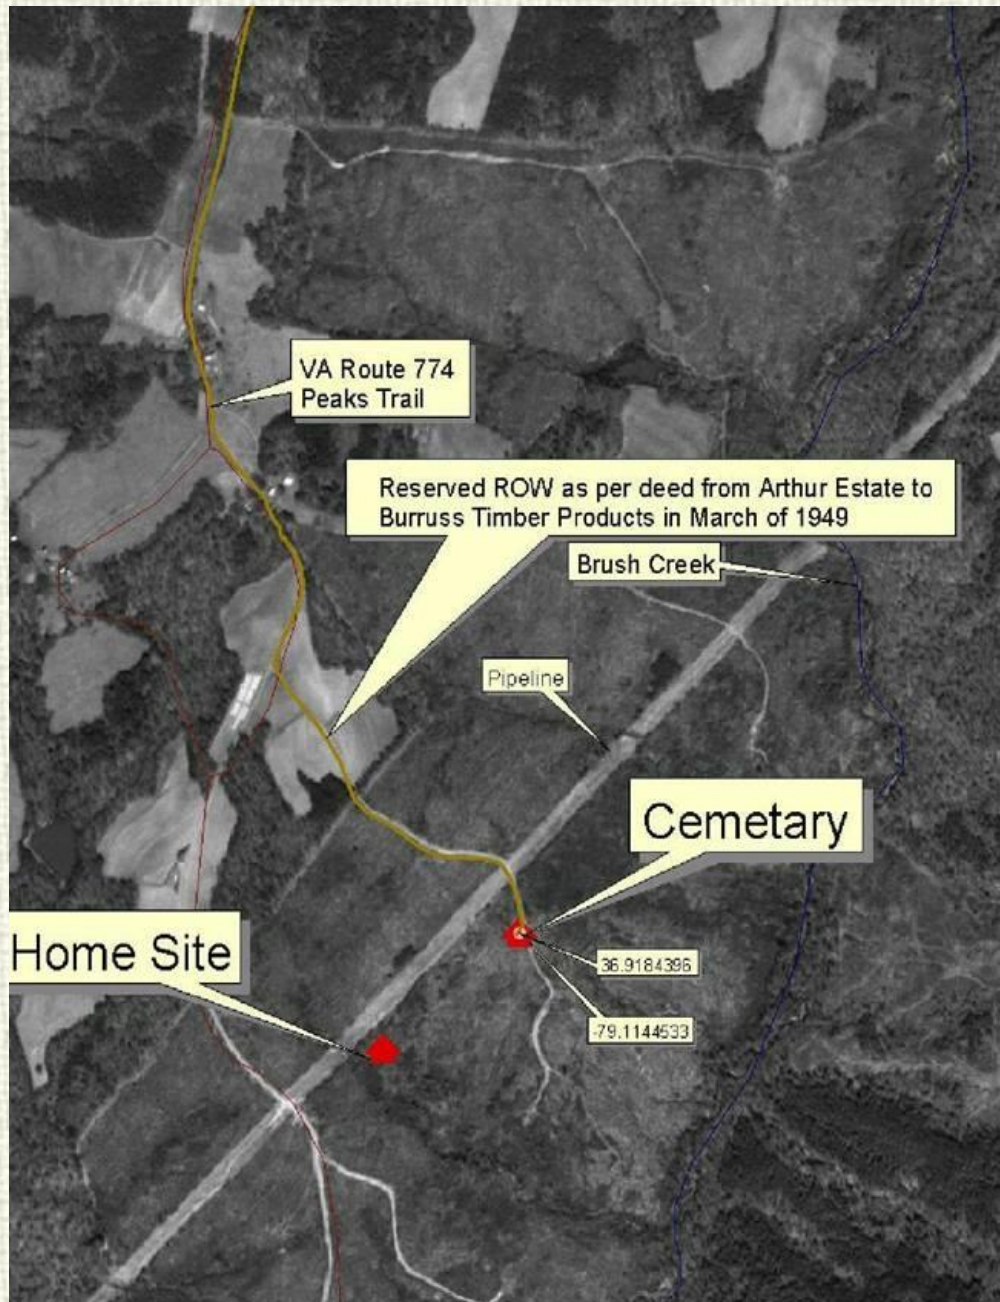 VA Route 774
Peaks Trail
Reserved ROW as per deed from Arthur Estate to
Burruss Timber Products in March of 1949
Brush Creek
Pipeline
Cemetary
Home Site
36.9184396
-79.1144533